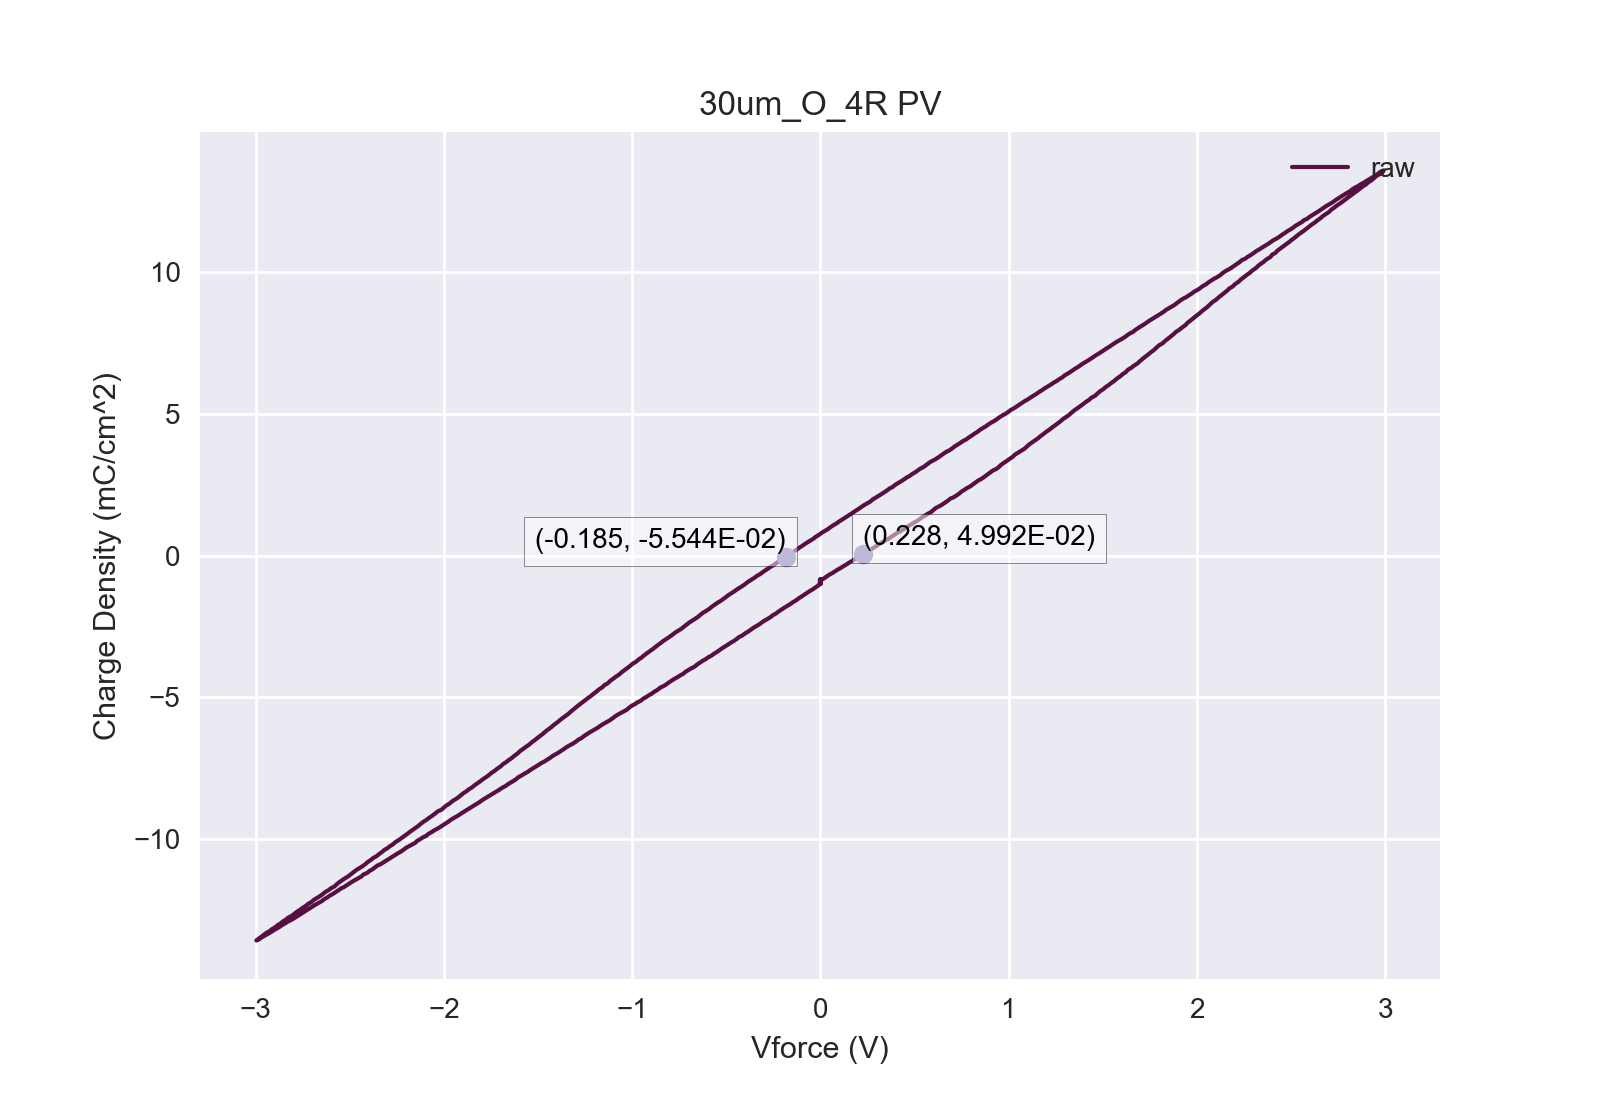 30um_O_4R PV
raw
10
5
0
−5
−10
Charge Density (mC/cm^2)
(-0.185, -5.544E-02)
(0.228, 4.992E-02)
−3
−2
−1
0
1
2
3
Vforce (V)